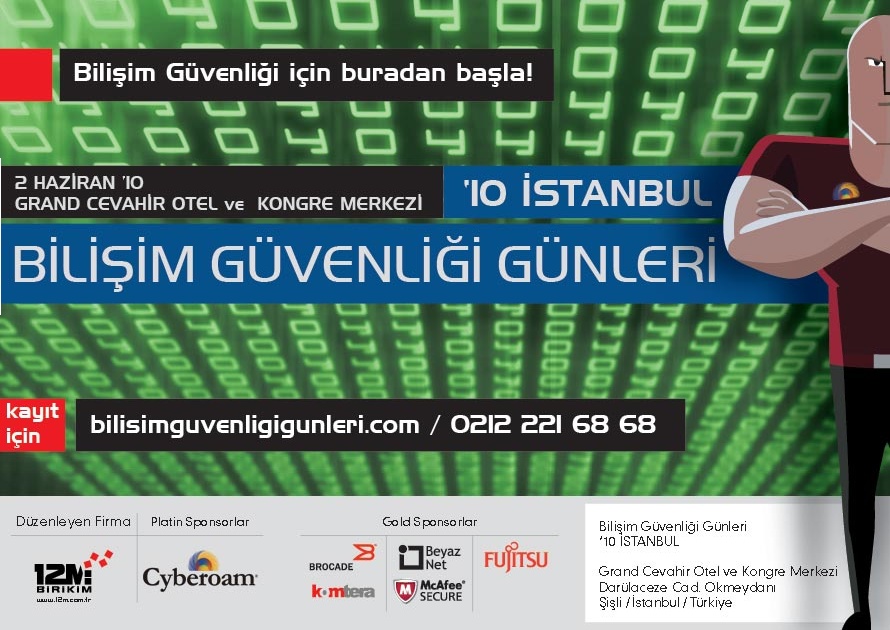 Bilişim Güvenliği için buradan başla!
2 HAZİRAN '10
GRAND CEVAHİR OTEL ve KONGRE MERKEZİ
'10 İSTANBUL
BİLİŞİM GÜVENLİĞİ GÜNLERİ
kayıt
için
bilisimguvenligigunleri.com / 0212 221 68 68
Düzenleyen Firma
Platin Sponsorlar
Gold Sponsorlar
12M
BİRİKİM
www.12m.com.tr
Cyberoam
BROCADE
komtera
Beyaz
Net
McAfee
SECURE
FUJITSU
Bilişim Güvenliği Günleri
'10 İSTANBUL
Grand Cevahir Otel ve Kongre Merkezi
Darülaceze Cad. Okmeydanı
Şişli / İstanbul / Türkiye